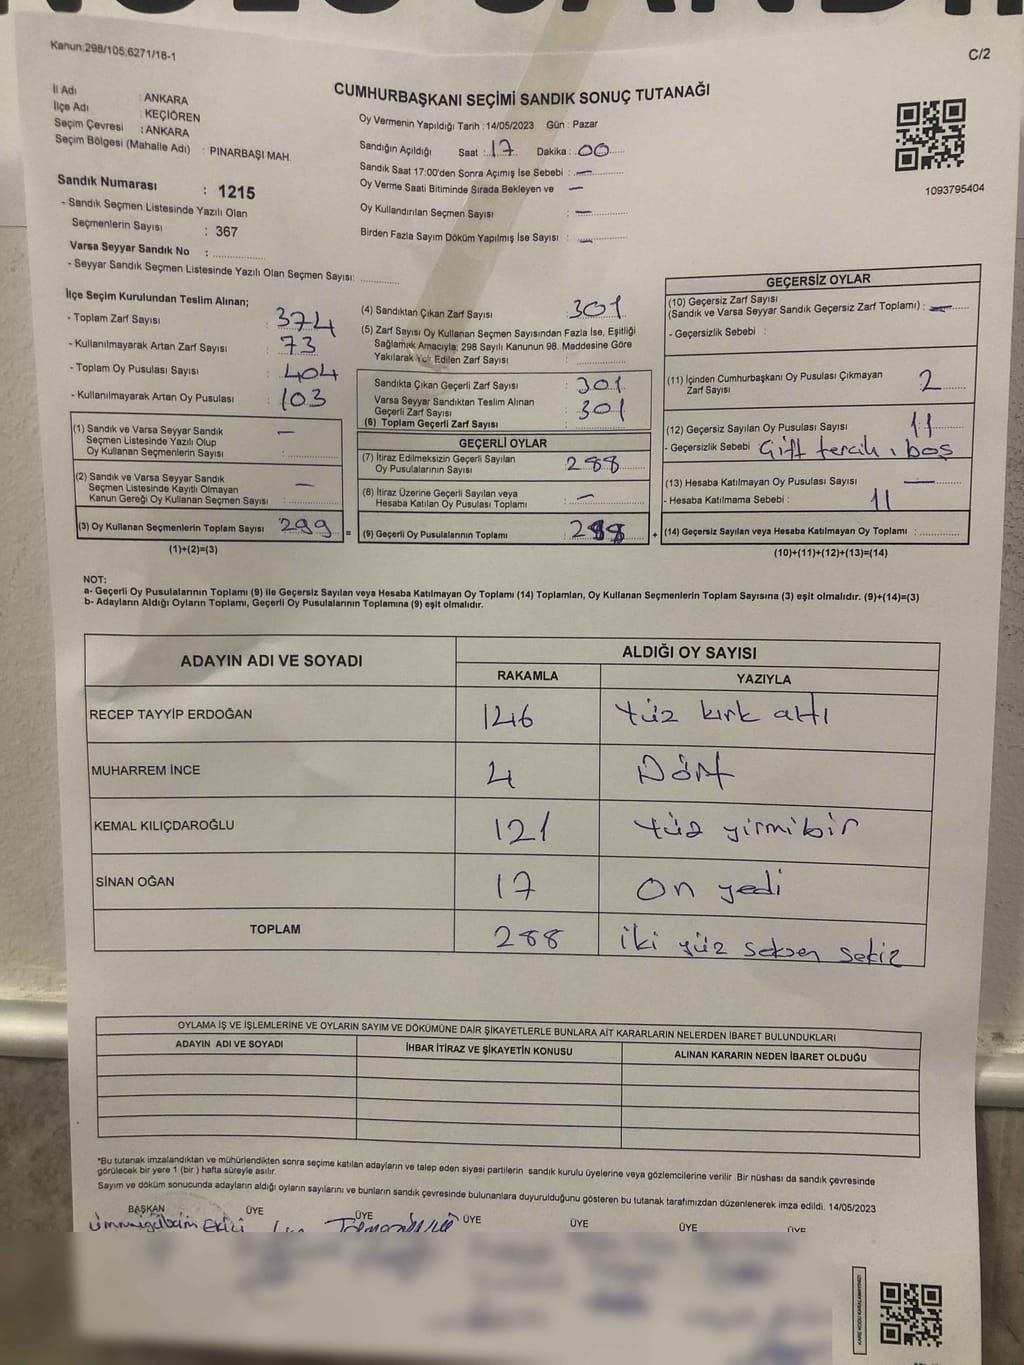 Kanun:298/105;6271/18-1
C/2
CUMHURBAŞKANI SEÇİMİ SANDIK SONUÇ TUTANAĞI
İl Adı : ANKARA
İlçe Adı : KEÇİÖREN
Seçim Çevresi : ANKARA
Seçim Bölgesi (Mahalle Adı) : PINARBAŞI MAH.
Sandık Numarası : 1215
- Sandık Seçmen Listesinde Yazılı Olan
Seçmenlerin Sayısı : 367
Varsa Seyyar Sandık No :
- Seyyar Sandık Seçmen Listesinde Yazılı Olan Seçmen Sayısı:
Oy Vermenin Yapıldığı Tarih :14/05/2023 Gün : Pazar
Sandığın Açıldığı Saat : 17 Dakika : 00
Sandık Saat 17:00'den Sonra Açımış İse Sebebi : —
Oy Verme Saati Bitiminde Sırada Bekleyen ve —
Oy Kullandırılan Seçmen Sayısı : —
Birden Fazla Sayım Döküm Yapılmış İse Sayısı : —
1093795404
İlçe Seçim Kurulundan Teslim Alınan;
- Toplam Zarf Sayısı : 374
- Kullanılmayarak Artan Zarf Sayısı : 73
- Toplam Oy Pusulası Sayısı : 404
- Kullanılmayarak Artan Oy Pusulası : 103
(1) Sandık ve Varsa Seyyar Sandık —
Seçmen Listesinde Yazılı Olup
Oy Kullanan Seçmenlerin Sayısı :
(2) Sandık ve Varsa Seyyar Sandık
Seçmen Listesinde Kayıtlı Olmayan —
Kanun Gereği Oy Kullanan Seçmen Sayısı :
(3) Oy Kullanan Seçmenlerin Toplam Sayısı : 299 =
(1)+(2)=(3)
(4) Sandıktan Çıkan Zarf Sayısı : 301
(5) Zarf Sayısı Oy Kullanan Seçmen Sayısından Fazla İse, Eşitliği
Sağlamak Amacıyla; 298 Sayılı Kanunun 98. Maddesine Göre
Yakılarak Yok Edilen Zarf Sayısı :
Sandıkta Çıkan Geçerli Zarf Sayısı : 301
Varsa Seyyar Sandıktan Teslim Alınan
Geçerli Zarf Sayısı : 301
(6) Toplam Geçerli Zarf Sayısı :
GEÇERLİ OYLAR
(7) İtiraz Edilmeksizin Geçerli Sayılan
Oy Pusulalarının Sayısı : 288
(8) İtiraz Üzerine Geçerli Sayılan veya
Hesaba Katılan Oy Pusulası Toplamı : —
(9) Geçerli Oy Pusulalarının Toplamı : 288 +
GEÇERSİZ OYLAR
(10) Geçersiz Zarf Sayısı
(Sandık ve Varsa Seyyar Sandık Geçersiz Zarf Toplamı) : —
- Geçersizlik Sebebi :
(11) İçinden Cumhurbaşkanı Oy Pusulası Çıkmayan
Zarf Sayısı : 2
(12) Geçersiz Sayılan Oy Pusulası Sayısı : 11
- Geçersizlik Sebebi : Çift tercih, boş
(13) Hesaba Katılmayan Oy Pusulası Sayısı : —
- Hesaba Katılmama Sebebi : 11
(14) Geçersiz Sayılan veya Hesaba Katılmayan Oy Toplamı :
(10)+(11)+(12)+(13)=(14)
NOT:
a- Geçerli Oy Pusulalarının Toplamı (9) ile Geçersiz Sayılan veya Hesaba Katılmayan Oy Toplamı (14) Toplamları, Oy Kullanan Seçmenlerin Toplam Sayısına (3) eşit olmalıdır. (9)+(14)=(3)
b- Adayların Aldığı Oyların Toplamı, Geçerli Oy Pusulalarının Toplamına (9) eşit olmalıdır.
ADAYIN ADI VE SOYADI ALDIĞI OY SAYISI
RAKAMLA YAZIYLA
RECEP TAYYİP ERDOĞAN 146 Yüz kırk altı
MUHARREM İNCE 4 Dört
KEMAL KILIÇDAROĞLU 121 Yüz yirmibir
SİNAN OĞAN 17 On yedi
TOPLAM 288 iki yüz seksen sekiz
OYLAMA İŞ VE İŞLEMLERİNE VE OYLARIN SAYIM VE DÖKÜMÜNE DAİR ŞİKAYETLERLE BUNLARA AİT KARARLARIN NELERDEN İBARET BULUNDUKLARI
ADAYIN ADI VE SOYADI İHBAR İTİRAZ VE ŞİKAYETİN KONUSU ALINAN KARARIN NEDEN İBARET OLDUĞU
*Bu tutanak imzalandıktan ve mühürlendikten sonra seçime katılan adayların ve talep eden siyasi partilerin sandık kurulu üyelerine veya gözlemcilerine verilir .Bir nüshası da sandık çevresinde
görülecek bir yere 1 (bir ) hafta süreyle asılır.
Sayım ve döküm sonucunda adayların aldığı oyların sayılarını ve bunların sandık çevresinde bulunanlara duyurulduğunu gösteren bu tutanak tarafımızdan düzenlenerek imza edildi. 14/05/2023
BAŞKAN ÜYE ÜYE ÜYE ÜYE ÜYE ÜYE